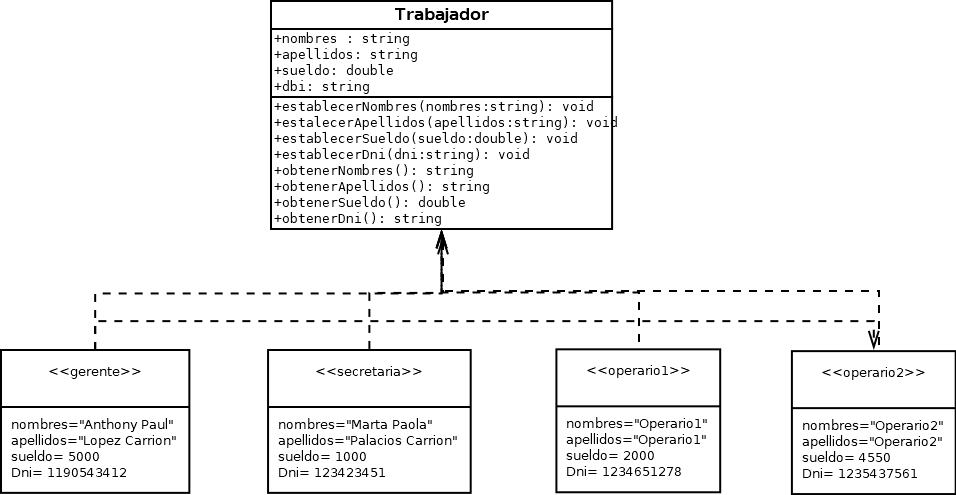 Trabajador
+nombres : string
+apellidos: string
+sueldo: double
+dbi: string
+establecerNombres(nombres:string): void
+estalecerApellidos(apellidos:string): void
+establecerSueldo(sueldo:double): void
+establecerDni(dni:string): void
+obtenerNombres(): string
+obtenerApellidos(): string
+obtenerSueldo(): double
+obtenerDni(): string
<<gerente>>
nombres="Anthony Paul"
apellidos="Lopez Carrion"
sueldo= 5000
Dni= 1190543412
<<secretaria>>
nombres="Marta Paola"
apellidos="Palacios Carrion"
sueldo= 1000
Dni= 123423451
<<operario1>>
nombres="Operario1"
apellidos="Operario1"
sueldo= 2000
Dni= 1234651278
<<operario2>>
nombres="Operario2"
apellidos="Operario2"
sueldo= 4550
Dni= 1235437561